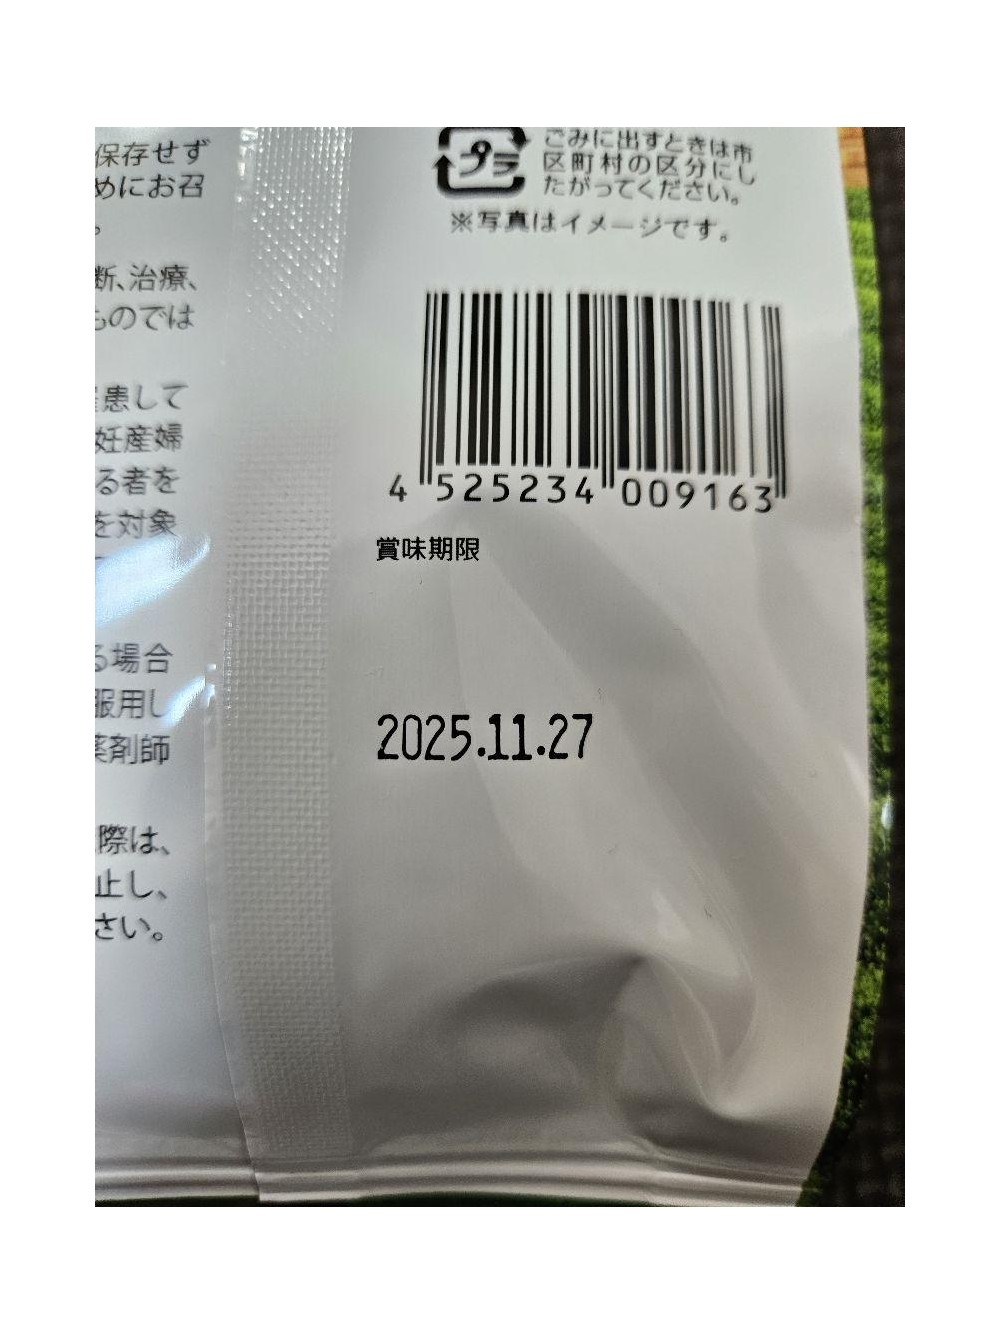 保存せず
めにお召
。
断、治療、
ものでは
患して
妊産婦
る者を
を対象
る場合
服用し
薬剤師
際は、
止し、
さい。
プラ
ごみに出すときは市
区町村の区分にし
たがってください。
※写真はイメージです。
4 525234 009163
賞味期限
2025.11.27